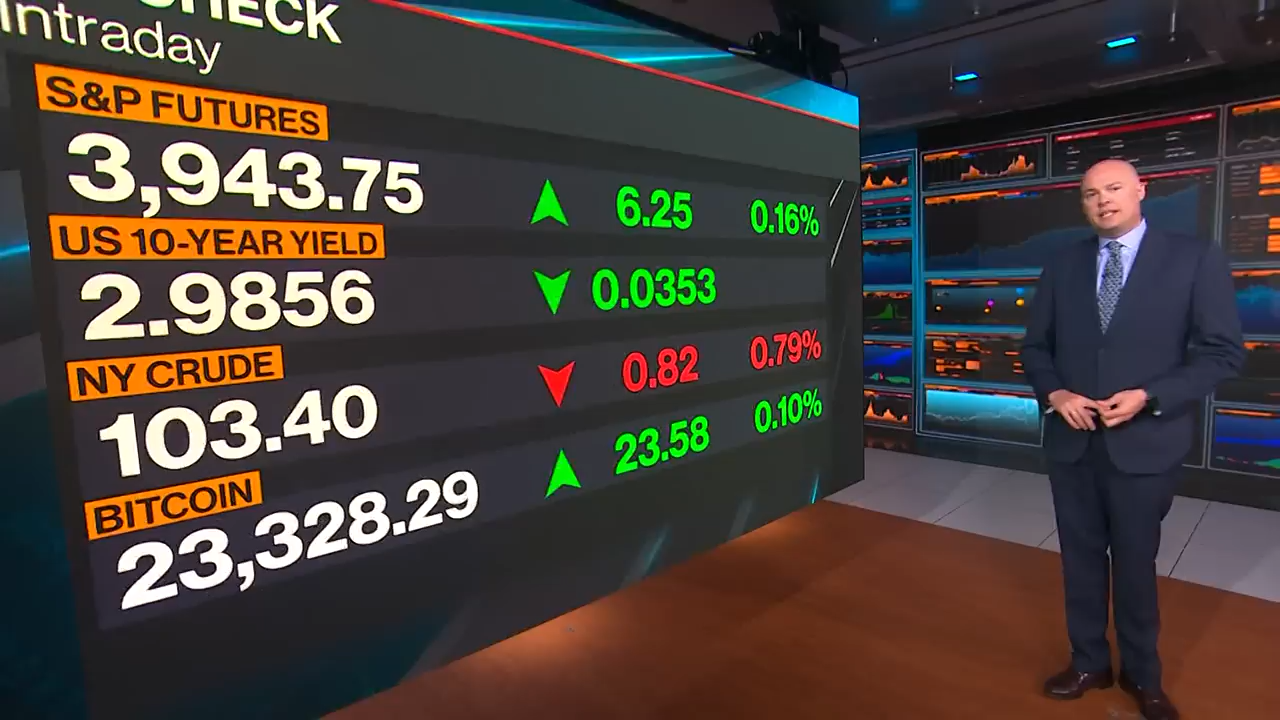 CHECK
Intraday
S&P FUTURES
3,943.75 6.25 0.16%
US 10-YEAR YIELD
2.9856 0.0353
NY CRUDE
103.40 0.82 0.79%
BITCOIN
23,328.29 23.58 0.10%